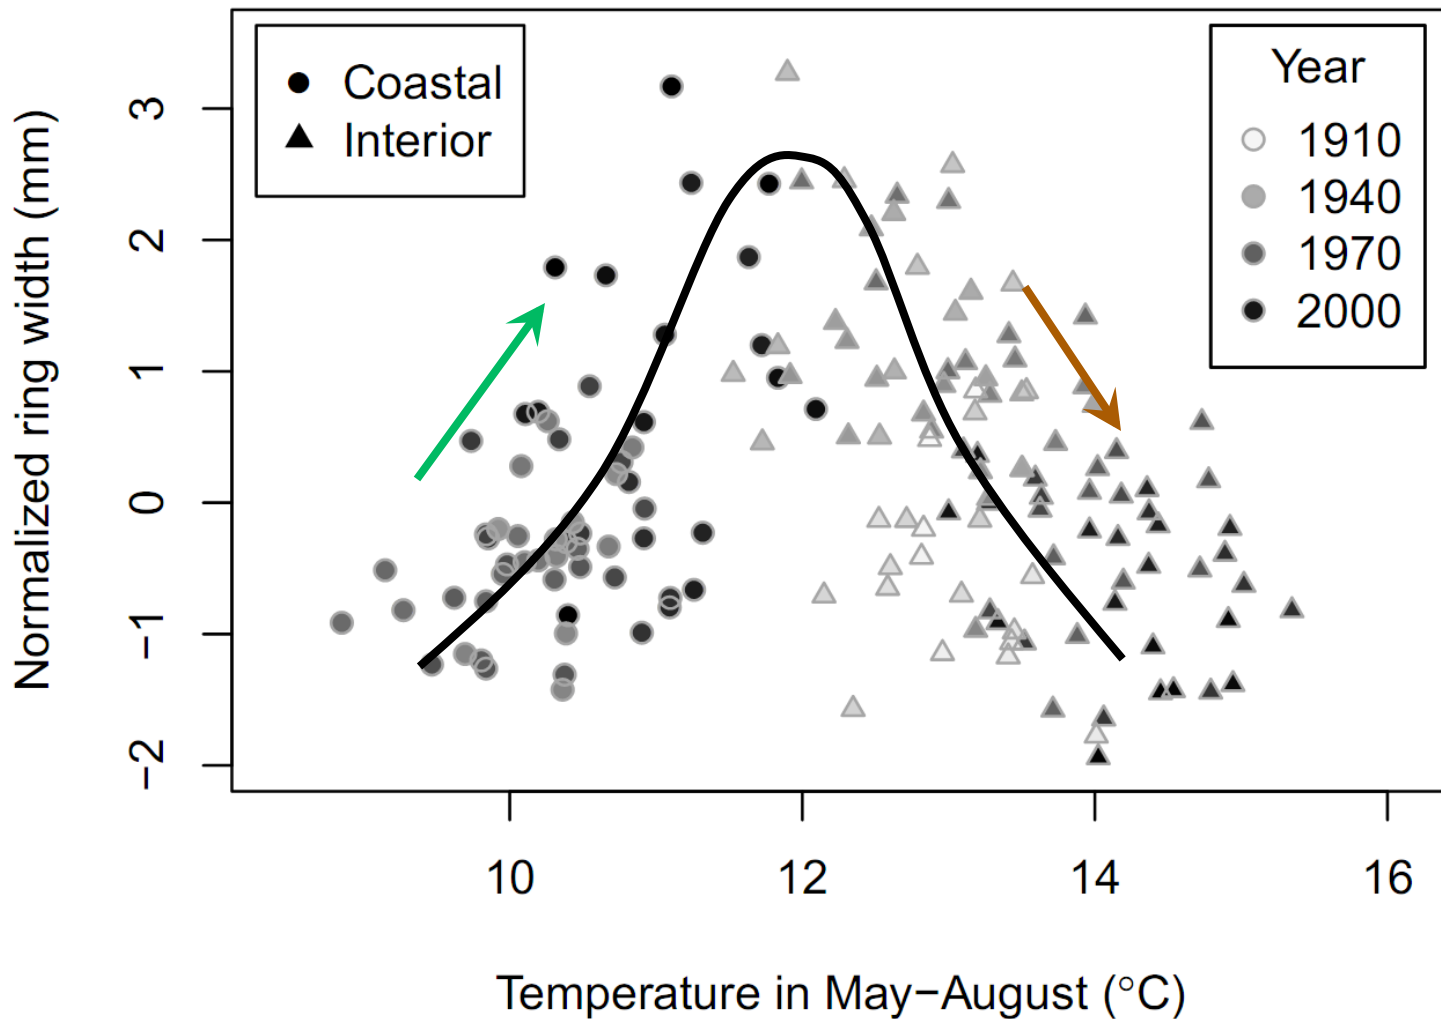 Coastal
Interior
Year
1910
1940
1970
2000
Normalized ring width (mm)
3
2
1
0
−1
−2
10 12 14 16
Temperature in May−August (°C)